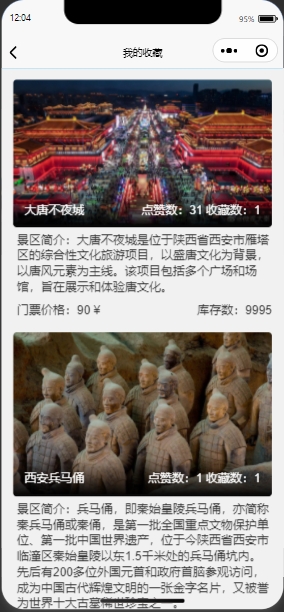 12:04
95%
我的收藏
大唐不夜城
点赞数：31 收藏数：1
景区简介：大唐不夜城是位于陕西省西安市雁塔
区的综合性文化旅游项目，以盛唐文化为背景，
以唐风元素为主线。该项目包括多个广场和场
馆，旨在展示和体验唐文化。
门票价格：90￥
库存数：9995
西安兵马俑
点赞数：1 收藏数：1
景区简介：兵马俑，即秦始皇陵兵马俑，亦简称
秦兵马俑或秦俑，是第一批全国重点文物保护单
位、第一批中国世界遗产，位于今陕西省西安市
临潼区秦始皇陵以东1.5千米处的兵马俑坑内。
先后有200多位外国元首和政府首脑参观访问，
成为中国古代辉煌文明的一张金字名片，又被誉
为世界十大古墓稀世珍宝之一。